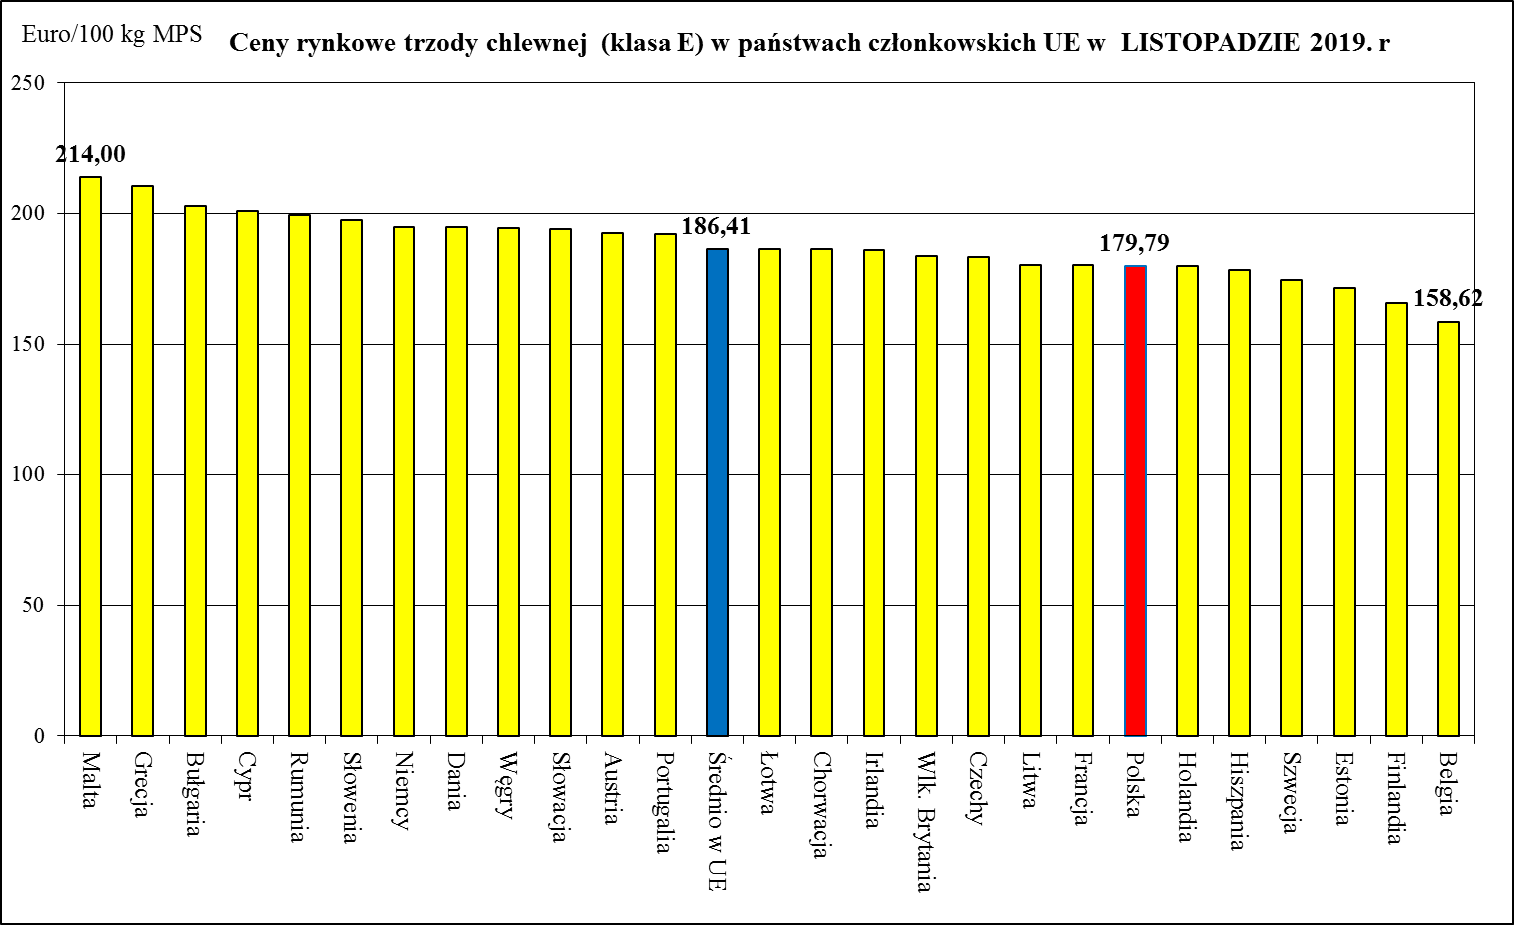 Euro/100 kg MPS
Ceny rynkowe trzody chlewnej (klasa E) w państwach członkowskich UE w LISTOPADZIE 2019. r
250
200
150
100
50
0
214,00
186,41
179,79
158,62
Malta
Grecja
Bułgaria
Cypr
Rumunia
Słowenia
Niemcy
Dania
Węgry
Słowacja
Austria
Portugalia
Średnio w UE
Łotwa
Chorwacja
Irlandia
Wlk. Brytania
Czechy
Litwa
Francja
Polska
Holandia
Hiszpania
Szwecja
Estonia
Finlandia
Belgia